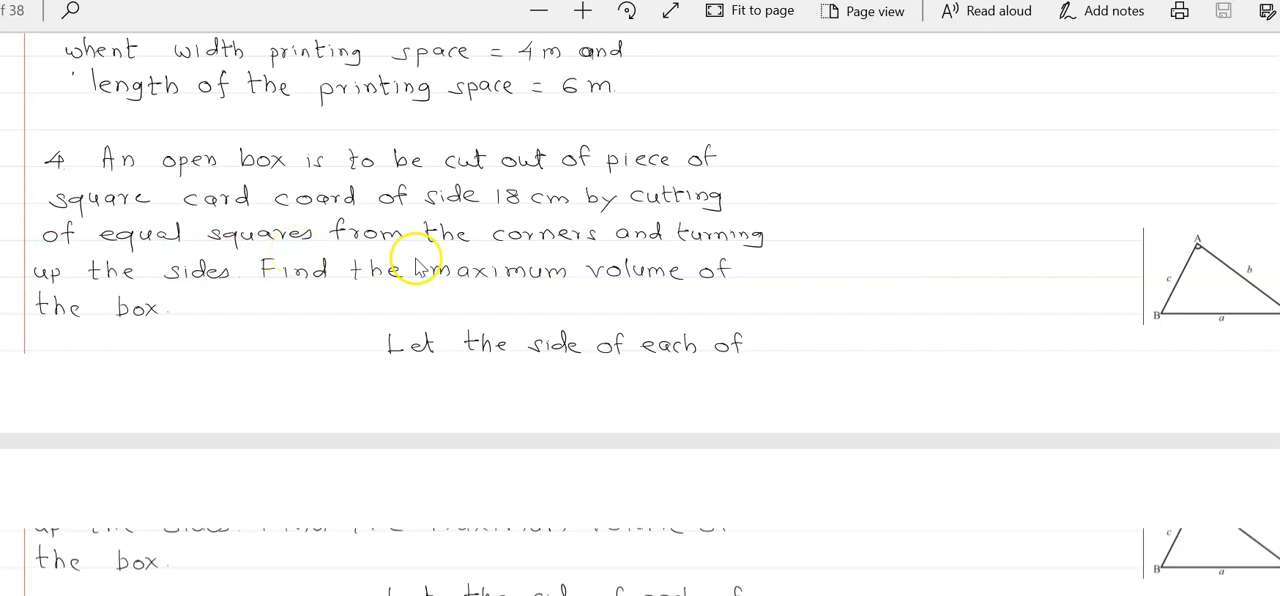 f 38
Fit to page
Page view
Read aloud
Add notes
whent width printing space = 4 m and
length of the printing space = 6 m.
4. An open box is to be cut out of piece of
square card coard of side 18 cm by cutting
of equal squares from the corners and turning
up the sides. Find the maximum volume of
the box.
Let the side of each of
A
c
b
B
a
the box.
c
B
a